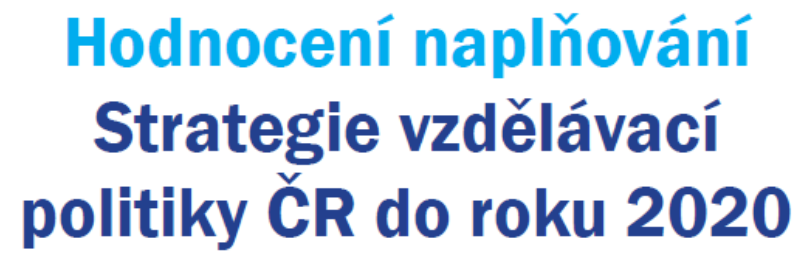 Hodnocení naplňování
Strategie vzdělávací
politiky ČR do roku 2020